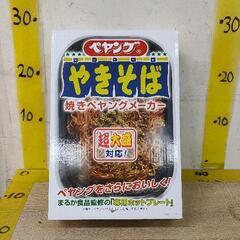 ペヤング
やきそば
焼きペヤングメーカー
超大盛
対応!
ペヤングをさらにおいしく!
まるか食品監修の「専用ホットプレート」